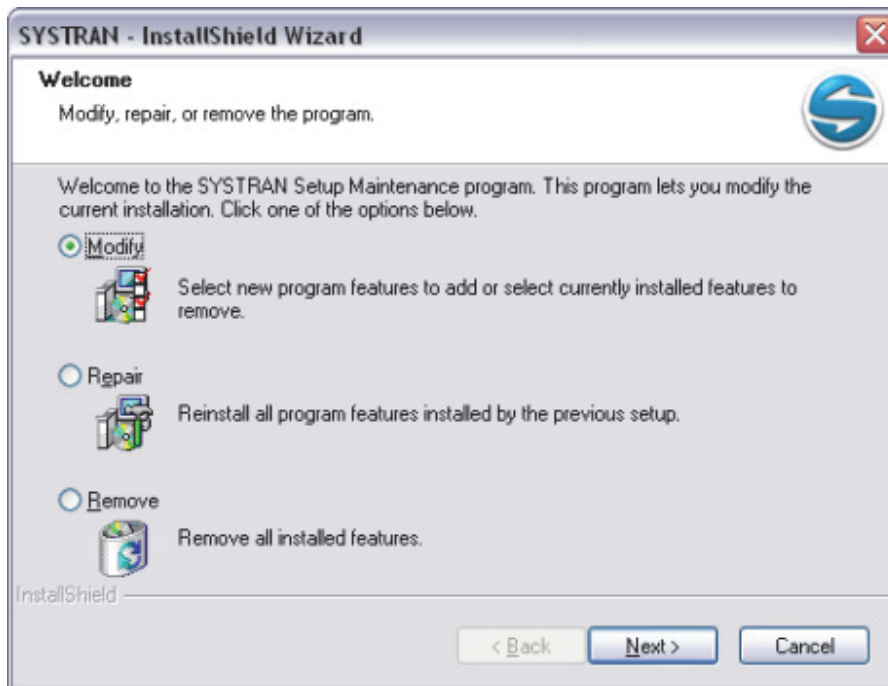 SYSTRAN - InstallShield Wizard
Welcome
Modify, repair, or remove the program.
Welcome to the SYSTRAN Setup Maintenance program. This program lets you modify the
current installation. Click one of the options below.
Modify
Select new program features to add or select currently installed features to
remove.
Repair
Reinstall all program features installed by the previous setup.
Remove
Remove all installed features.
InstallShield
< Back Next > Cancel